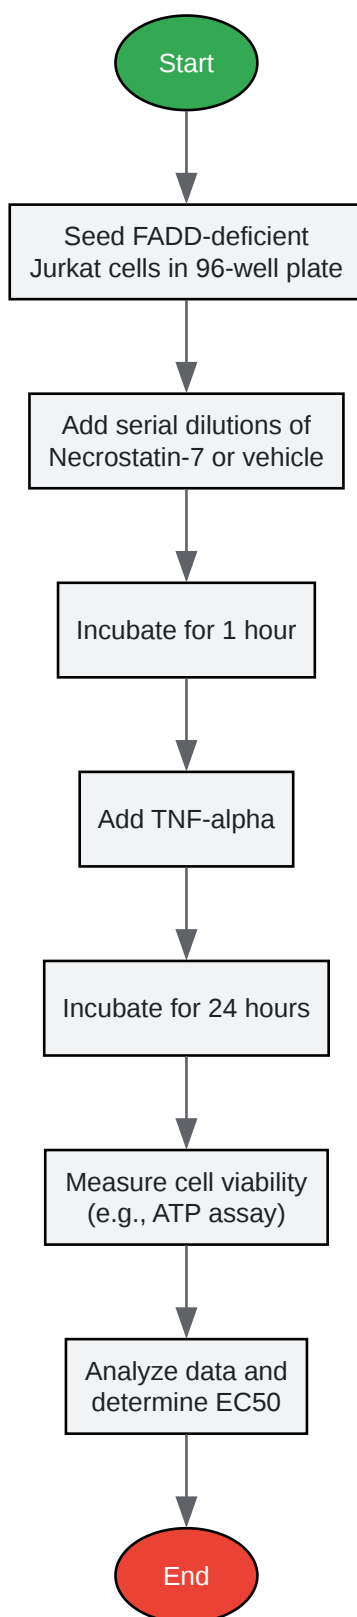 Start
Seed FADD-deficient
Jurkat cells in 96-well plate
Add serial dilutions of
Necrostatin-7 or vehicle
Incubate for 1 hour
Add TNF-alpha
Incubate for 24 hours
Measure cell viability
(e.g., ATP assay)
Analyze data and
determine EC50
End